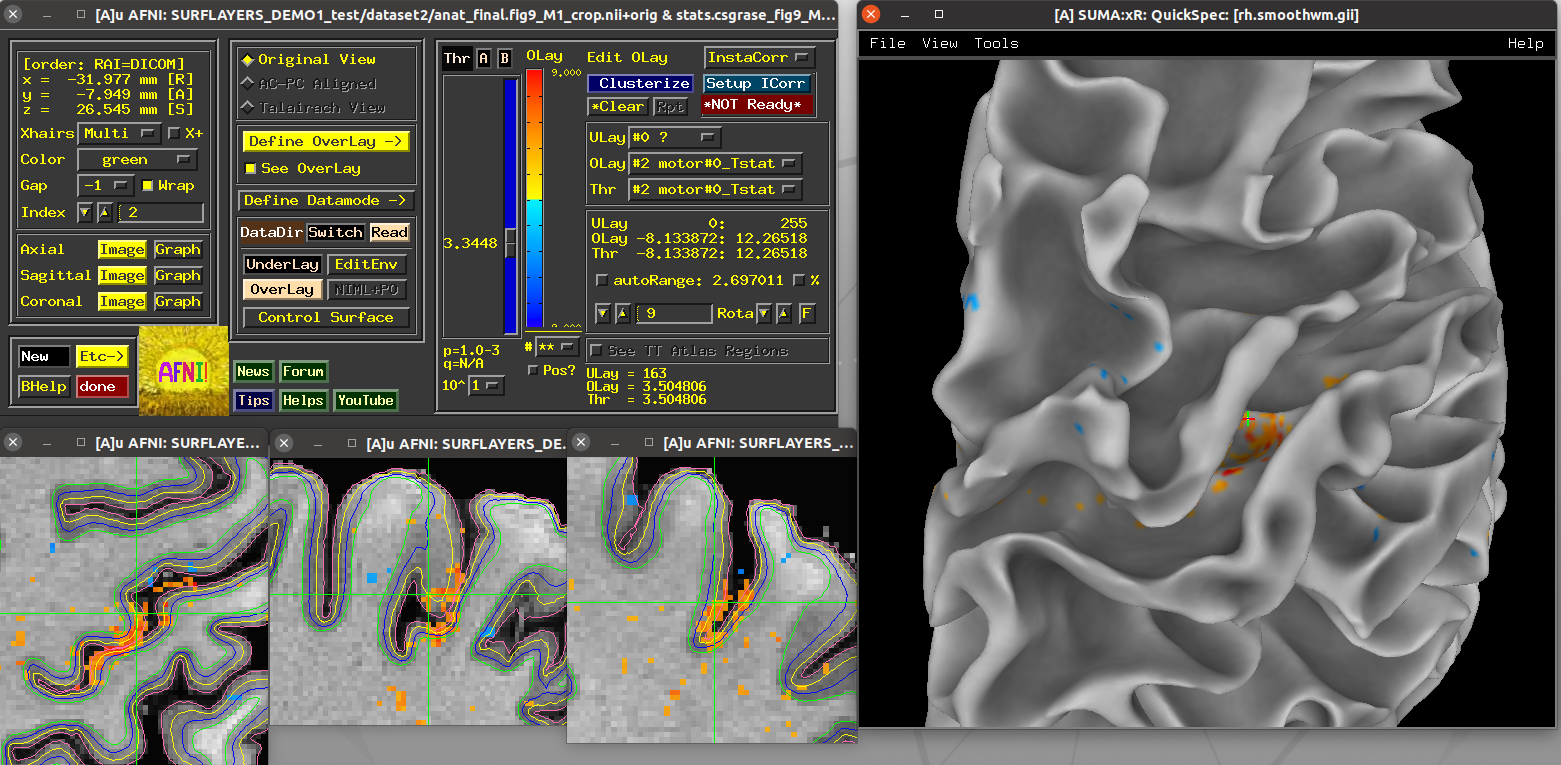 [A]u AFNI: SURFLAYERS_DEMO1_test/dataset2/anat_final.fig9_M1_crop.nii+orig & stats.csgrase_fig9_M...
[order: RAI=DICOM]
x = -31.977 mm [R]
y = -7.949 mm [A]
z = 26.545 mm [S]
Xhairs Multi X+
Color green
Gap -1 Wrap
Index 2
Axial Image Graph
Sagittal Image Graph
Coronal Image Graph
New Etc->
BHelp done
AFNI!
Original View
AC-PC Aligned
Talairach View
Define OverLay ->
See OverLay
Define Datamode ->
DataDir Switch Read
UnderLay EditEnv
OverLay NIML+PO
Control Surface
News Forum
Tips Helps YouTube
Thr A B OLay
9.000
3.3448
p=1.0-3
q=N/A
10^ 1
# **
Pos?
Edit OLay InstaCorr
Clusterize Setup ICorr
*Clear Rpt *NOT Ready*
ULay #0 ?
OLay #2 motor#0_Tstat
Thr #2 motor#0_Tstat
ULay 0: 255
OLay -8.133872: 12.26518
Thr -8.133872: 12.26518
autoRange: 2.697011 %
9 Rota F
See TT Atlas Regions
ULay = 163
OLay = 3.504806
Thr = 3.504806
[A]u AFNI: SURFLAYE...
[A]u AFNI: SURFLAYERS_DE.
[A]u AFNI: SURFLAYERS_...
[A] SUMA:xR: QuickSpec: [rh.smoothwm.gii]
File View Tools Help